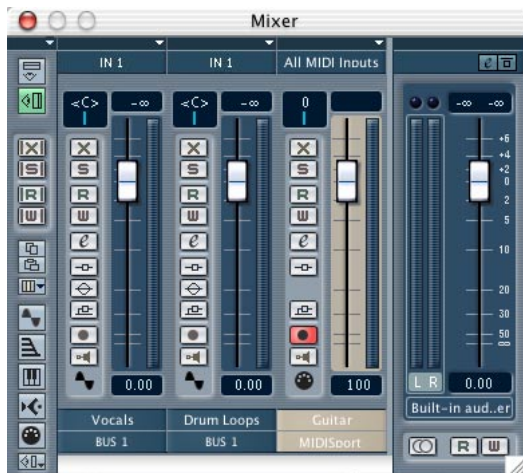 Mixer
IN 1
IN 1
All MIDI Inputs
e
<C>
-∞
<C>
-∞
0
-∞ -∞
X
X
X
X
S
S
S
S
R
R
R
R
W
W
W
W
e
e
e
+6
+4
+2
0
2
5
10
20
30
50
∞
L R
0.00
0.00
100
0.00
Vocals
Drum Loops
Guitar
Built-in aud..er
BUS 1
BUS 1
MIDISport
R
W